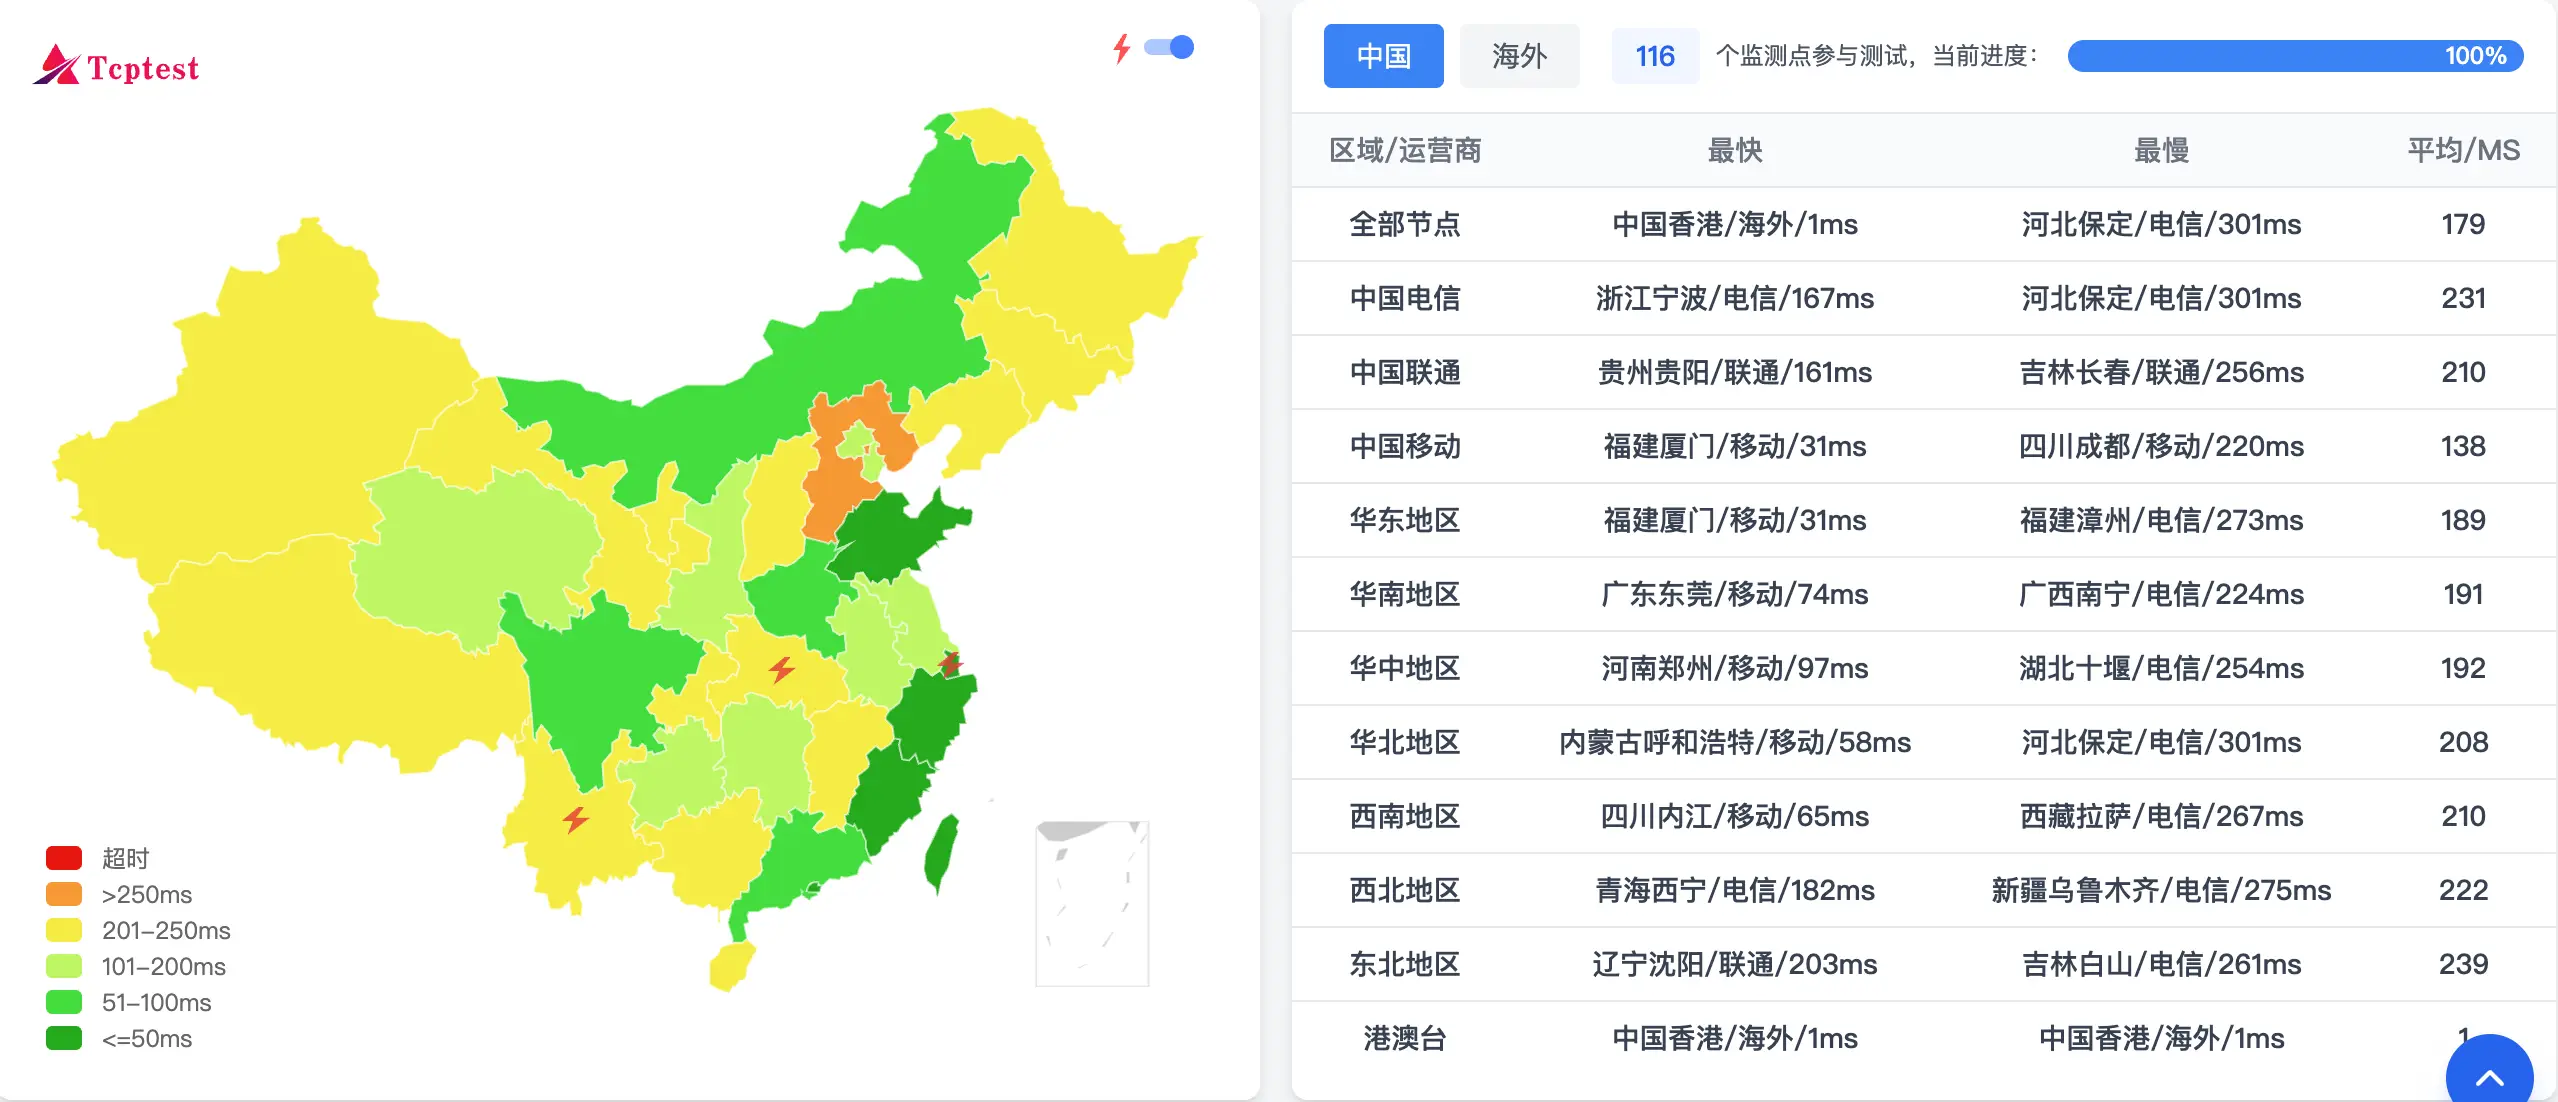 Tcptest
超时
>250ms
201–250ms
101–200ms
51–100ms
<=50ms
中国 海外 116 个监测点参与测试，当前进度： 100%
区域/运营商 最快 最慢 平均/MS
全部节点 中国香港/海外/1ms 河北保定/电信/301ms 179
中国电信 浙江宁波/电信/167ms 河北保定/电信/301ms 231
中国联通 贵州贵阳/联通/161ms 吉林长春/联通/256ms 210
中国移动 福建厦门/移动/31ms 四川成都/移动/220ms 138
华东地区 福建厦门/移动/31ms 福建漳州/电信/273ms 189
华南地区 广东东莞/移动/74ms 广西南宁/电信/224ms 191
华中地区 河南郑州/移动/97ms 湖北十堰/电信/254ms 192
华北地区 内蒙古呼和浩特/移动/58ms 河北保定/电信/301ms 208
西南地区 四川内江/移动/65ms 西藏拉萨/电信/267ms 210
西北地区 青海西宁/电信/182ms 新疆乌鲁木齐/电信/275ms 222
东北地区 辽宁沈阳/联通/203ms 吉林白山/电信/261ms 239
港澳台 中国香港/海外/1ms 中国香港/海外/1ms 1